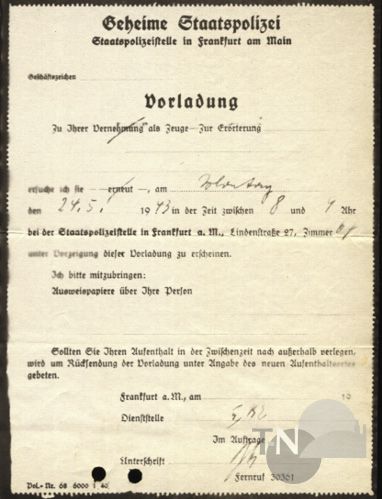 Geheime Staatspolizei
Staatspolizeistelle in Frankfurt am Main
Geschäftszeichen
Vorladung
Zu Ihrer Vernehmung als Zeuge - Zur Erörterung
ersuche ich sie — erneut —, am Montag
den 24.5. 1943 in der Zeit zwischen 8 und 9 Uhr
bei der Staatspolizeistelle in Frankfurt a. M., Lindenstraße 27, Zimmer
unter Vorzeigung dieser Vorladung zu erscheinen.
Ich bitte mitzubringen:
Ausweispapiere über Ihre Person
Sollten Sie Ihren Aufenthalt in der Zwischenzeit nach außerhalb verlegen,
wird um Rücksendung der Vorladung unter Angabe des neuen Aufenthaltsortes
gebeten.
Frankfurt a.M., am 19
Dienststelle
Im Auftrage
Unterschrift
Fernruf 30361
Pol.-Nr. 68 6000 1 40
TN